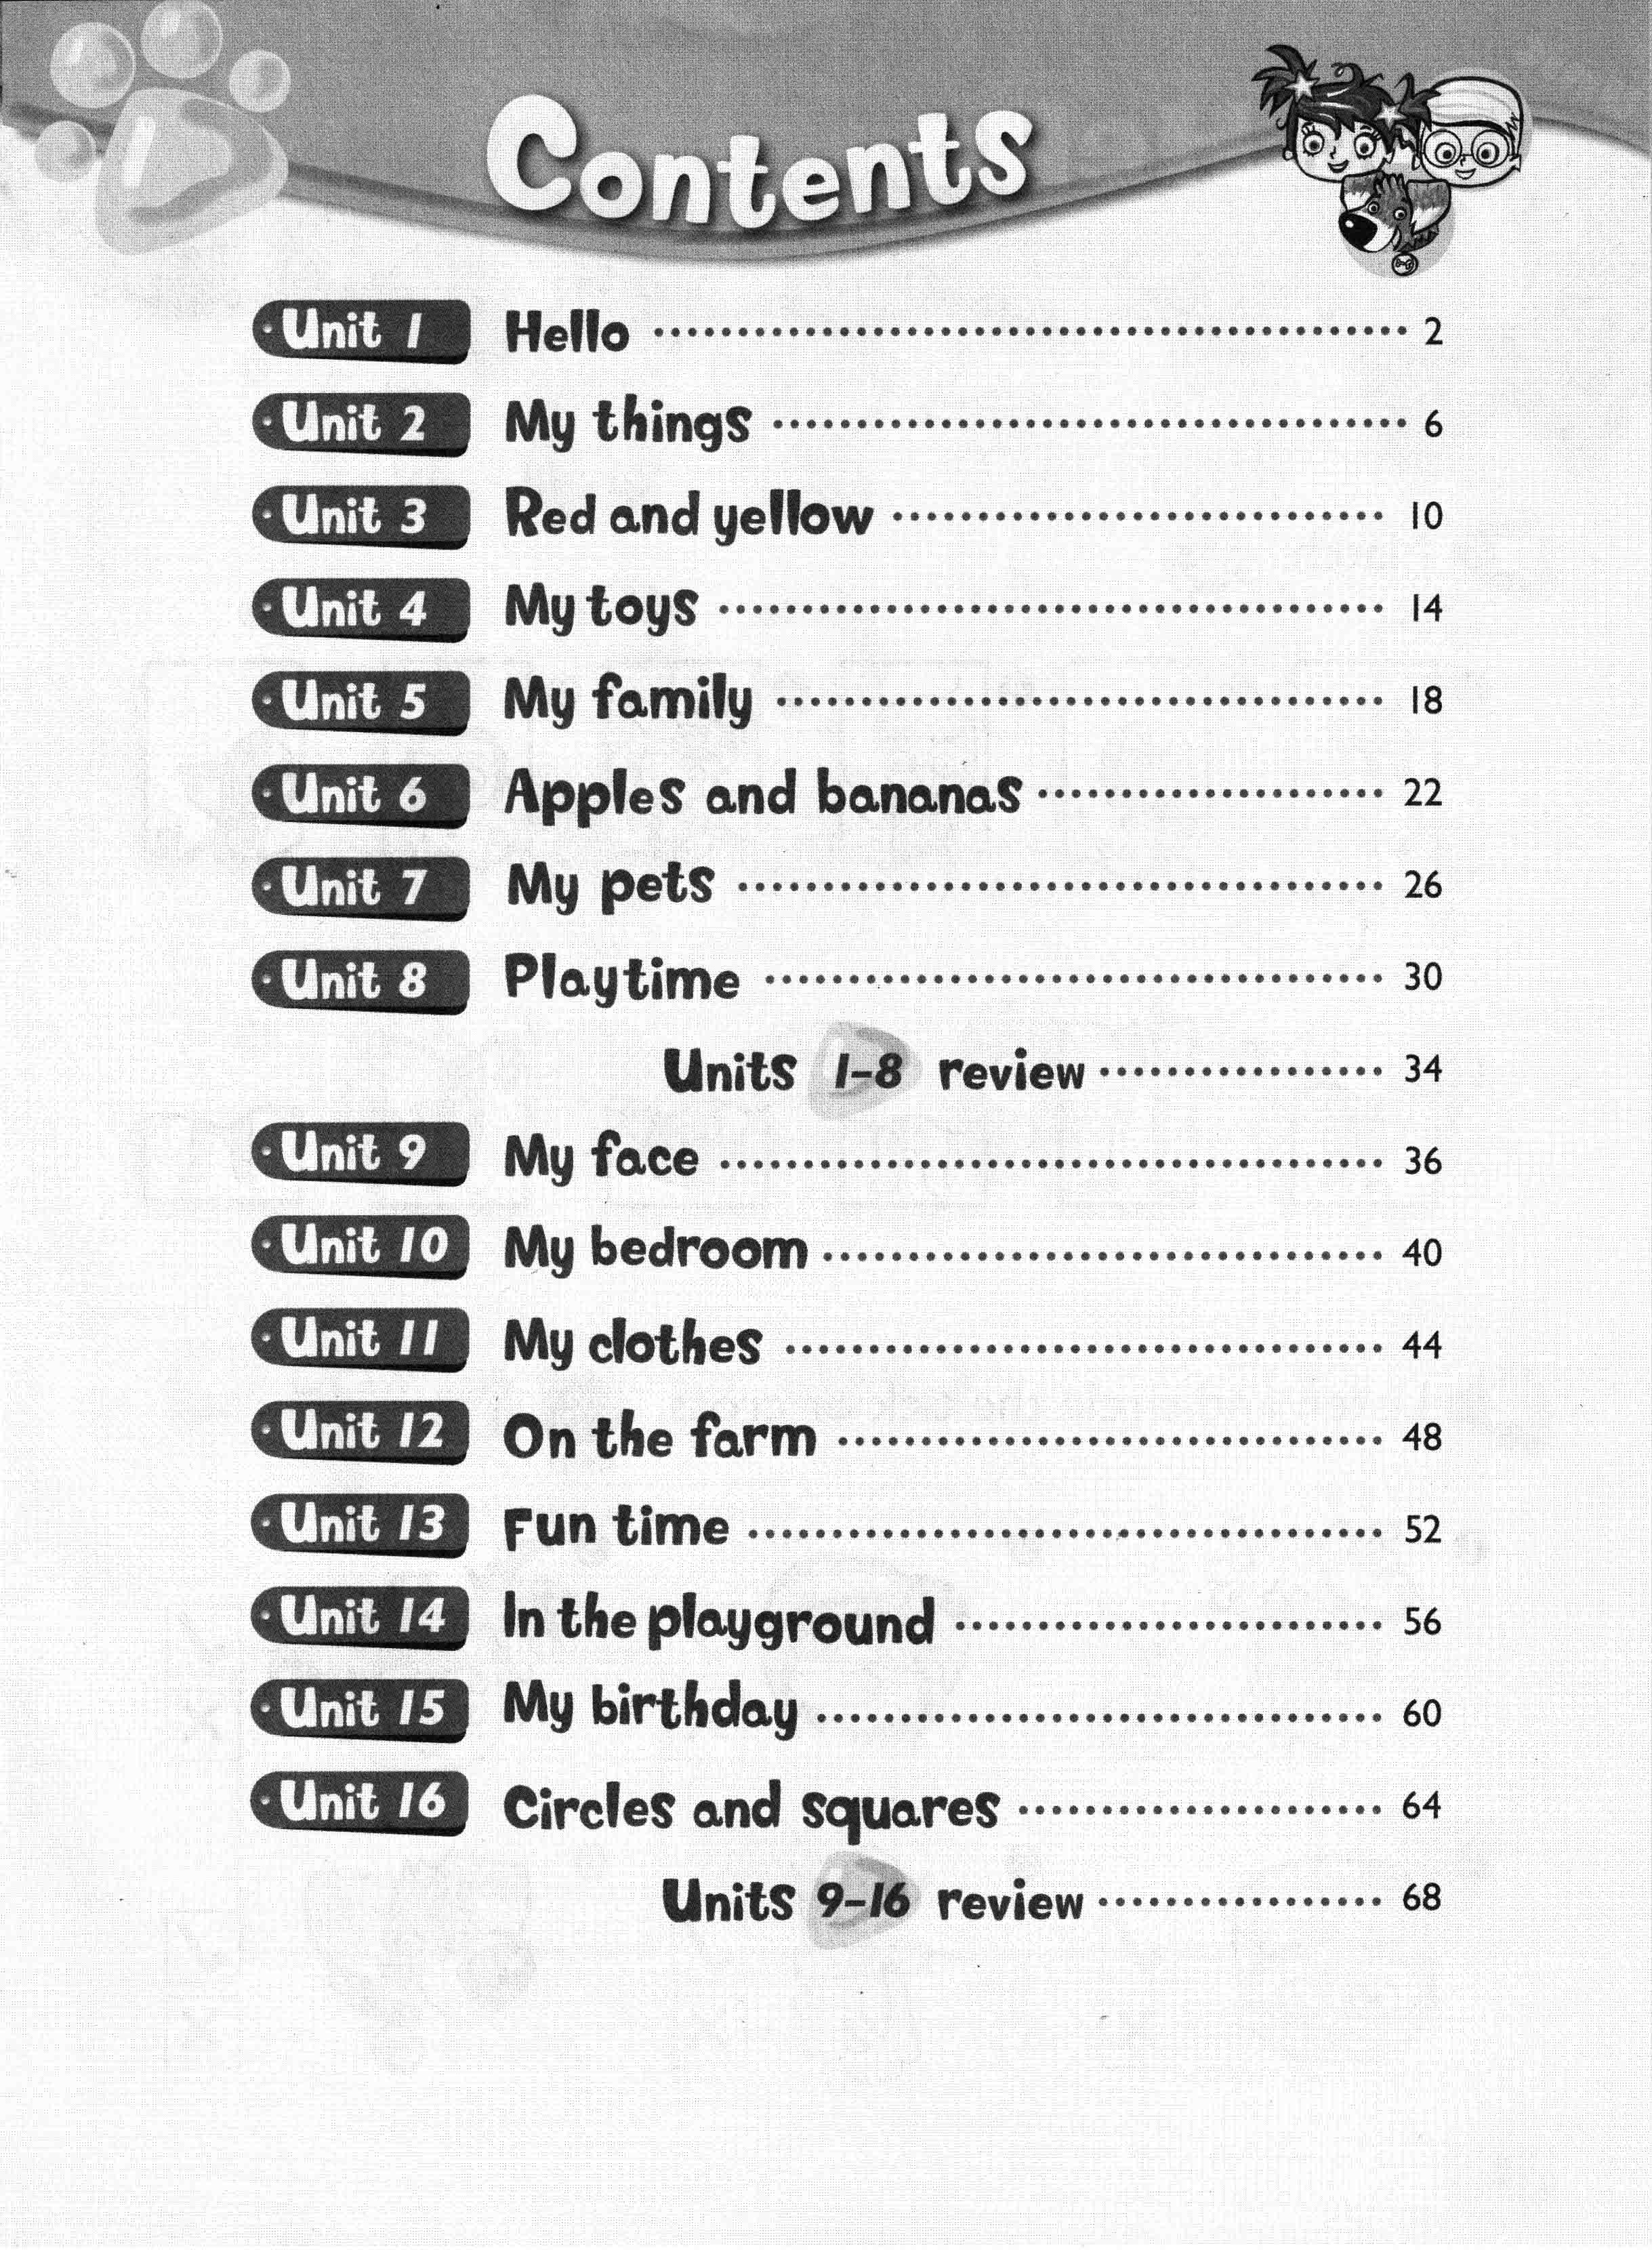 Contents
Unit 1 Hello 2
Unit 2 My things 6
Unit 3 Red and yellow 10
Unit 4 My toys 14
Unit 5 My family 18
Unit 6 Apples and bananas 22
Unit 7 My pets 26
Unit 8 Playtime 30
Units 1-8 review 34
Unit 9 My face 36
Unit 10 My bedroom 40
Unit 11 My clothes 44
Unit 12 On the farm 48
Unit 13 Fun time 52
Unit 14 In the playground 56
Unit 15 My birthday 60
Unit 16 Circles and squares 64
Units 9-16 review 68